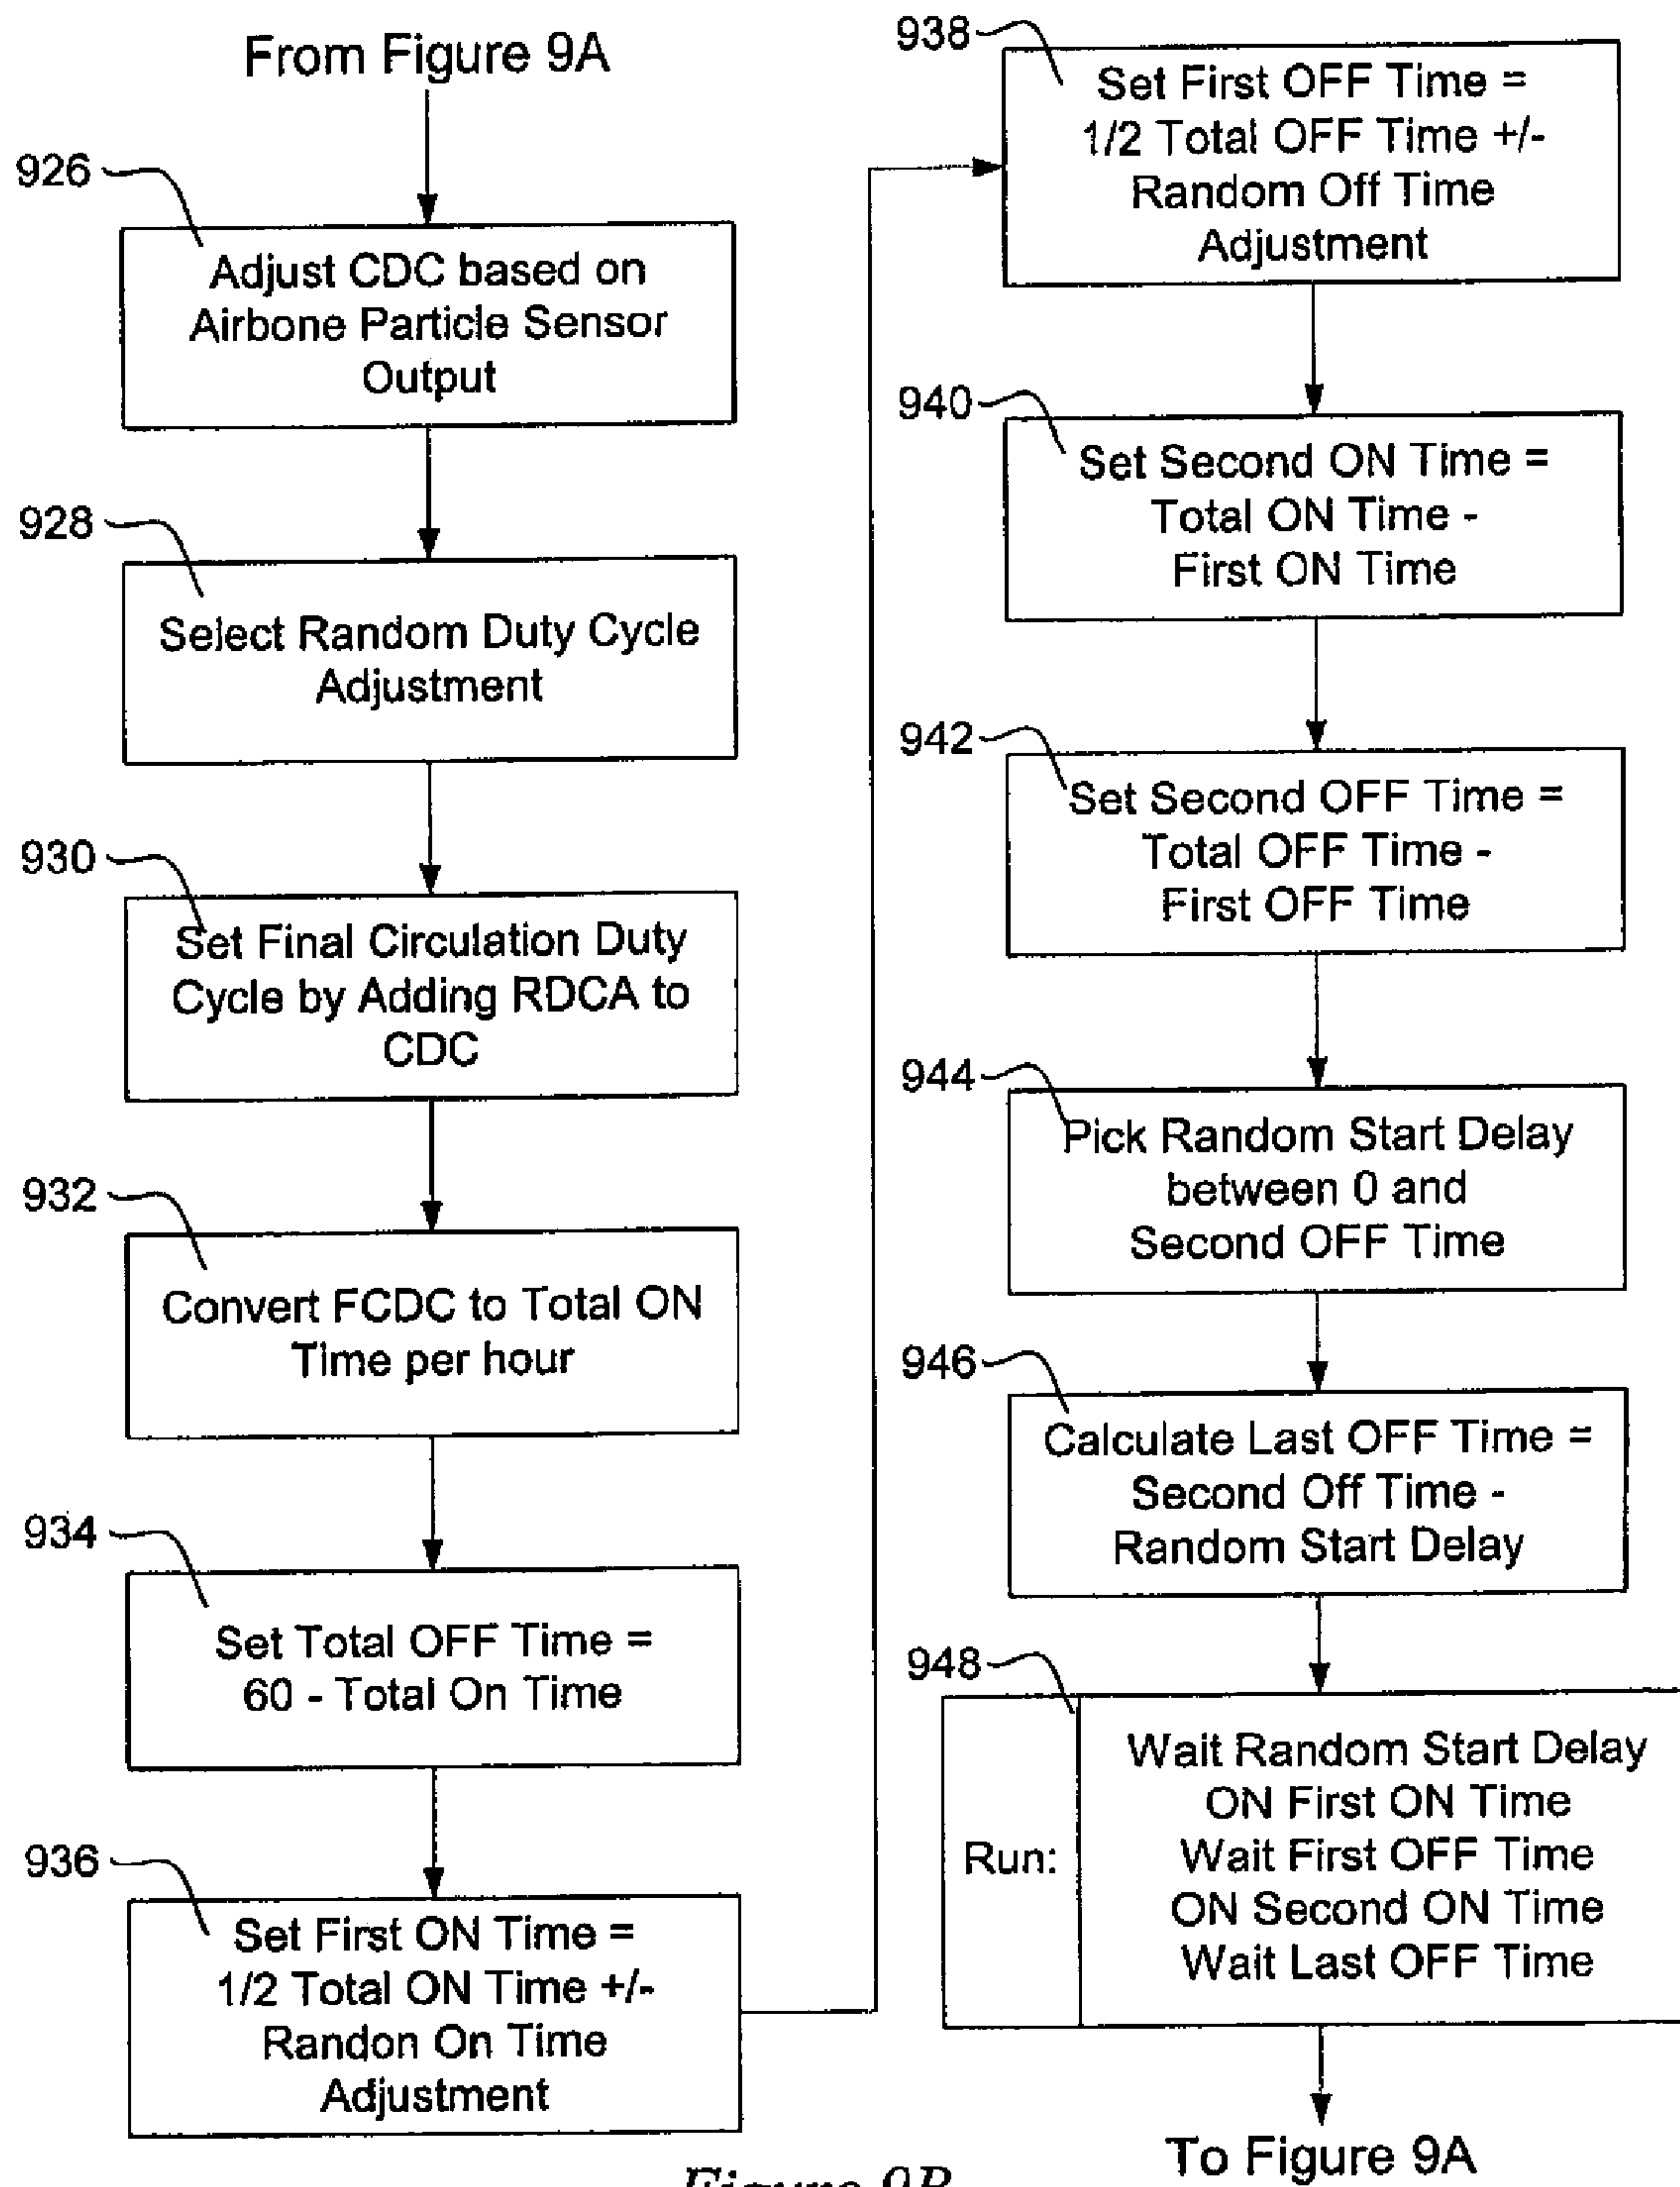 From Figure 9A
926
Adjust CDC based on
Airbone Particle Sensor
Output
928
Select Random Duty Cycle
Adjustment
930
Set Final Circulation Duty
Cycle by Adding RDCA to
CDC
932
Convert FCDC to Total ON
Time per hour
934
Set Total OFF Time =
60 - Total On Time
936
Set First ON Time =
1/2 Total ON Time +/-
Randon On Time
Adjustment
938
Set First OFF Time =
1/2 Total OFF Time +/-
Random Off Time
Adjustment
940
Set Second ON Time =
Total ON Time -
First ON Time
942
Set Second OFF Time =
Total OFF Time -
First OFF Time
944
Pick Random Start Delay
between 0 and
Second OFF Time
946
Calculate Last OFF Time =
Second Off Time -
Random Start Delay
948
Run:
Wait Random Start Delay
ON First ON Time
Wait First OFF Time
ON Second ON Time
Wait Last OFF Time
To Figure 9A
Figure 9B